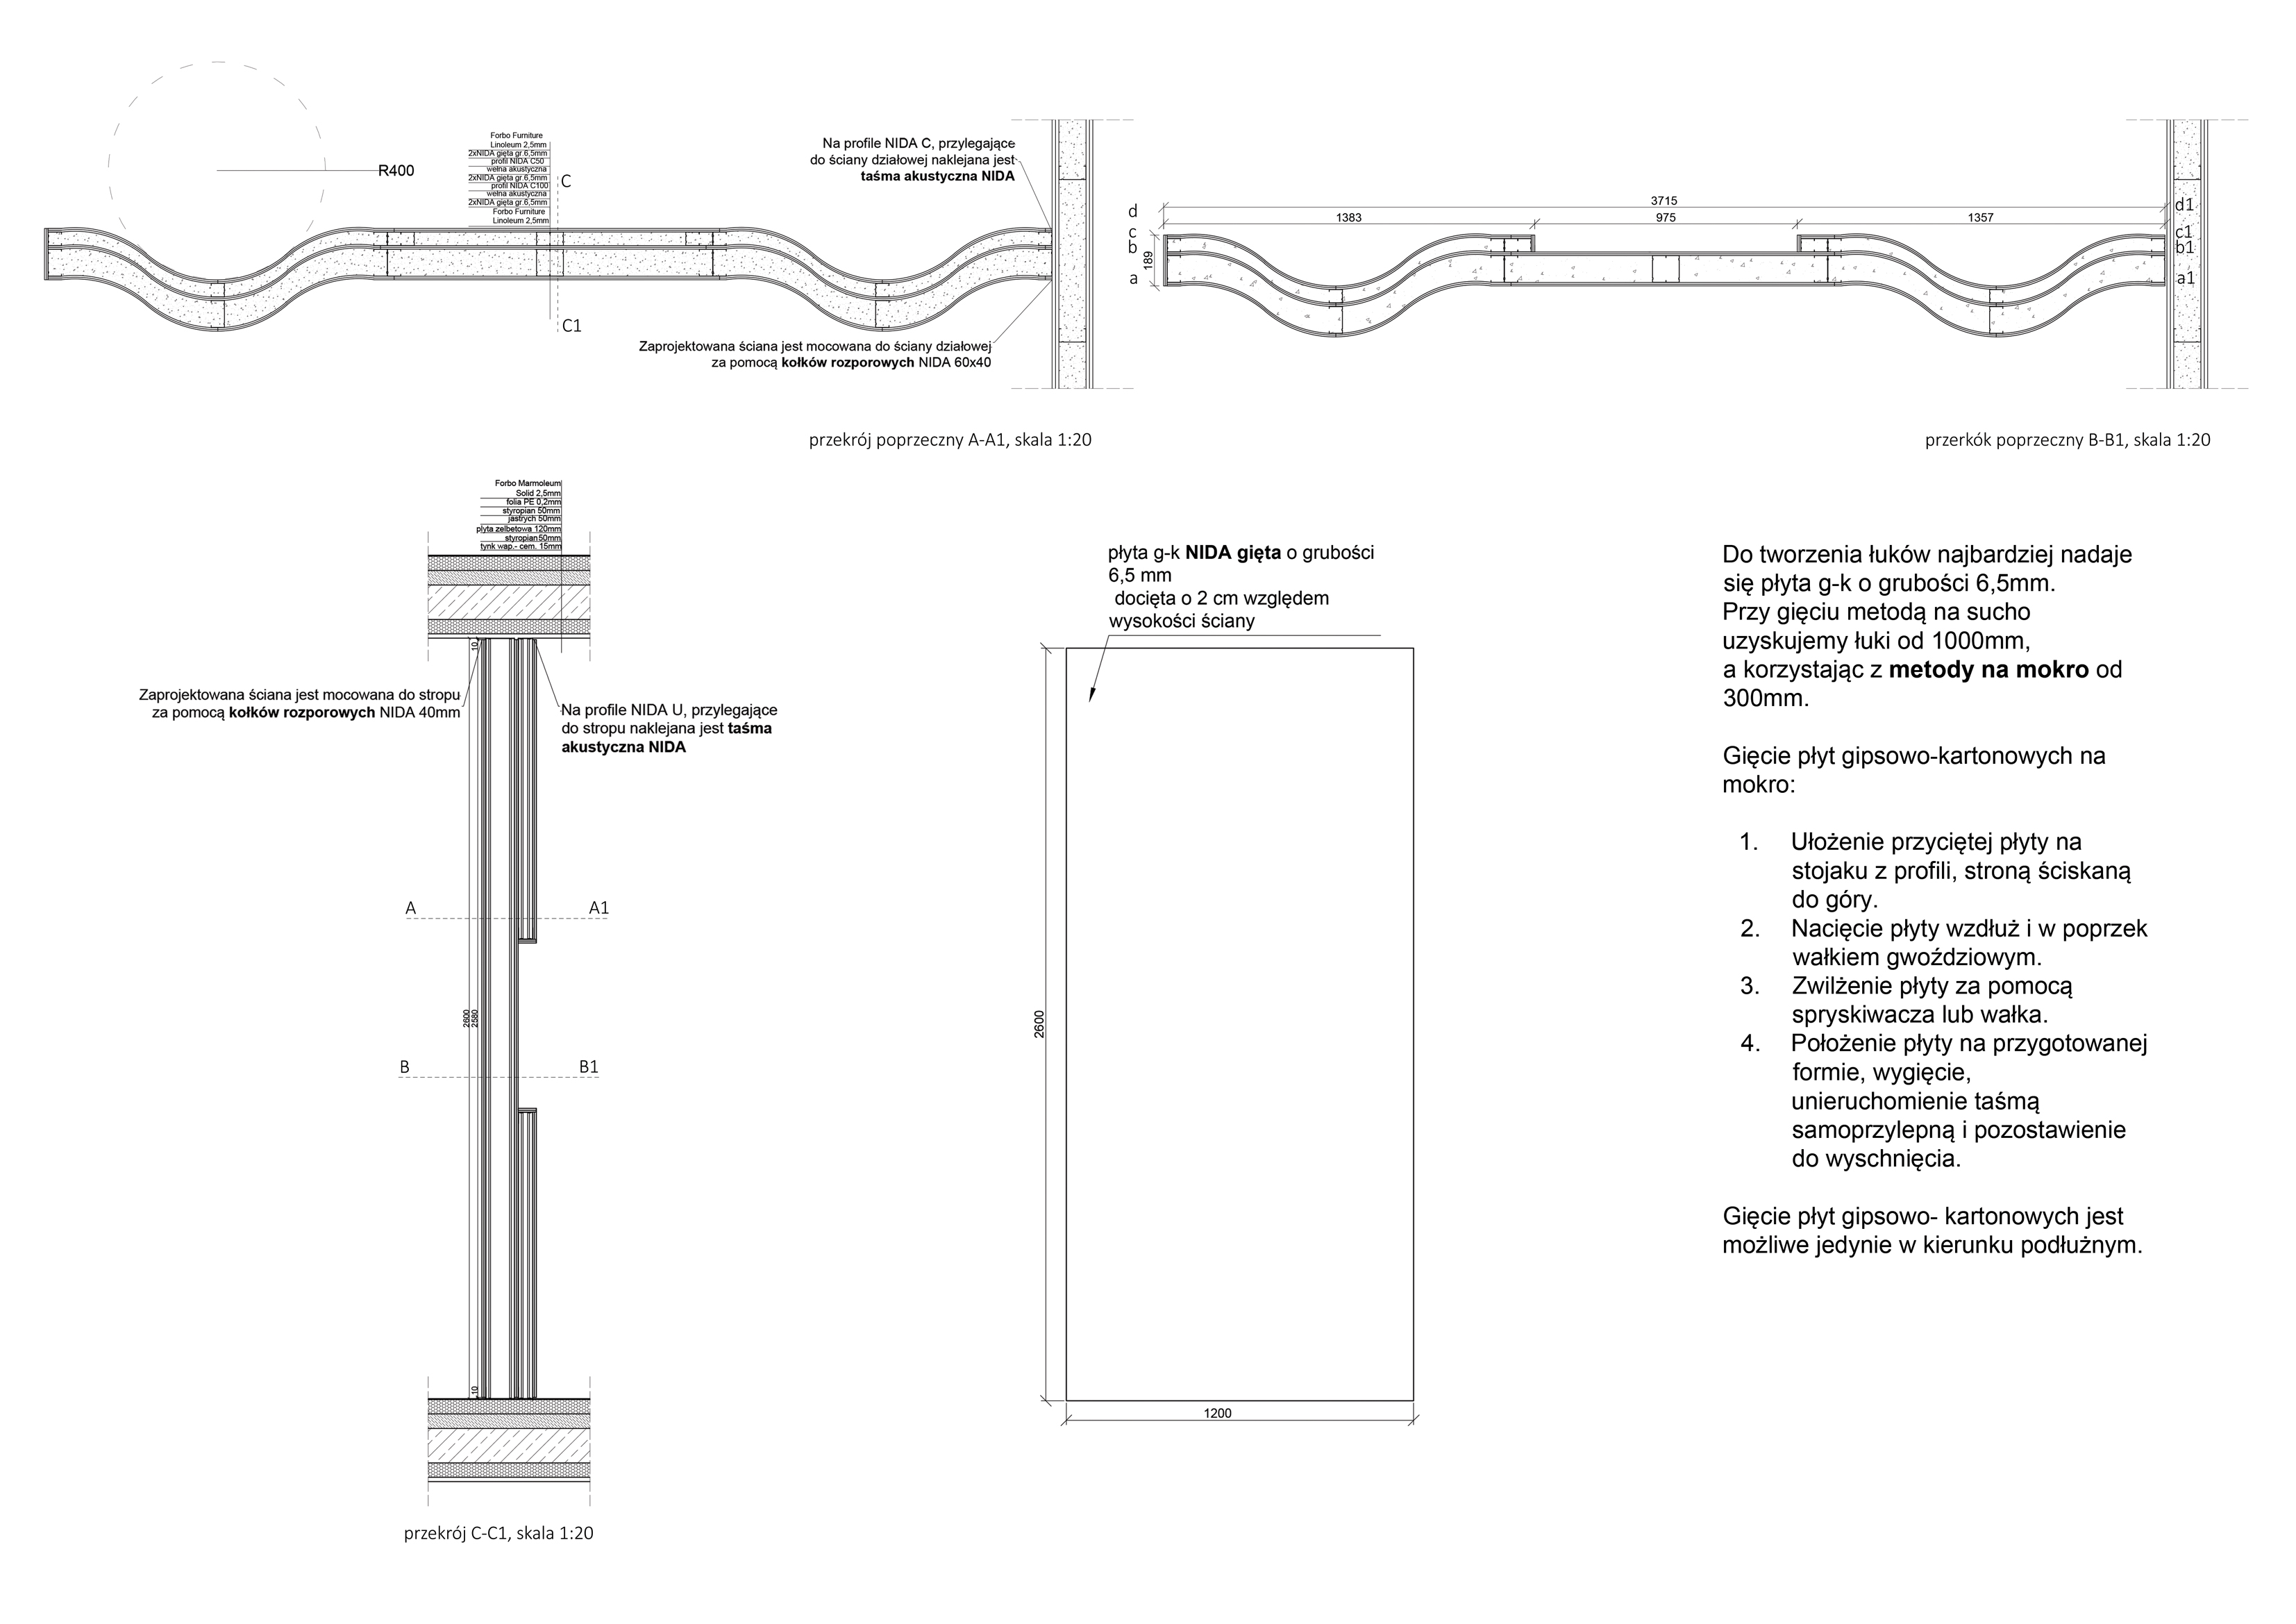 R400
Forbo Furniture
Linoleum 2,5mm
2xNIDA gięta gr.6,5mm
profil NIDA C50
wełna akustyczna
2xNIDA gięta gr.6,5mm
profil NIDA C100
wełna akustyczna
2xNIDA gięta gr.6,5mm
Forbo Furniture
Linoleum 2,5mm
C
C1
Na profile NIDA C, przylegające
do ściany działowej naklejana jest
taśma akustyczna NIDA
Zaprojektowana ściana jest mocowana do ściany działowej
za pomocą kołków rozporowych NIDA 60x40
przekrój poprzeczny A-A1, skala 1:20
d
c
b
a
189
3715
1383
975
1357
d1
c1
b1
a1
przerkók poprzeczny B-B1, skala 1:20
Forbo Marmoleum
Solid 2,5mm
folia PE 0,2mm
styropian 50mm
jastrych 50mm
płyta zelbetowa 120mm
styropian50mm
tynk wap.- cem. 15mm
10
Zaprojektowana ściana jest mocowana do stropu
za pomocą kołków rozporowych NIDA 40mm
Na profile NIDA U, przylegające
do stropu naklejana jest taśma
akustyczna NIDA
A
A1
2600
2580
B
B1
10
przekrój C-C1, skala 1:20
płyta g-k NIDA gięta o grubości
6,5 mm
docięta o 2 cm względem
wysokości ściany
2600
1200
Do tworzenia łuków najbardziej nadaje
się płyta g-k o grubości 6,5mm.
Przy gięciu metodą na sucho
uzyskujemy łuki od 1000mm,
a korzystając z metody na mokro od
300mm.
Gięcie płyt gipsowo-kartonowych na
mokro:
1. Ułożenie przyciętej płyty na
stojaku z profili, stroną ściskaną
do góry.
2. Nacięcie płyty wzdłuż i w poprzek
wałkiem gwoździowym.
3. Zwilżenie płyty za pomocą
spryskiwacza lub wałka.
4. Położenie płyty na przygotowanej
formie, wygięcie,
unieruchomienie taśmą
samoprzylepną i pozostawienie
do wyschnięcia.
Gięcie płyt gipsowo- kartonowych jest
możliwe jedynie w kierunku podłużnym.